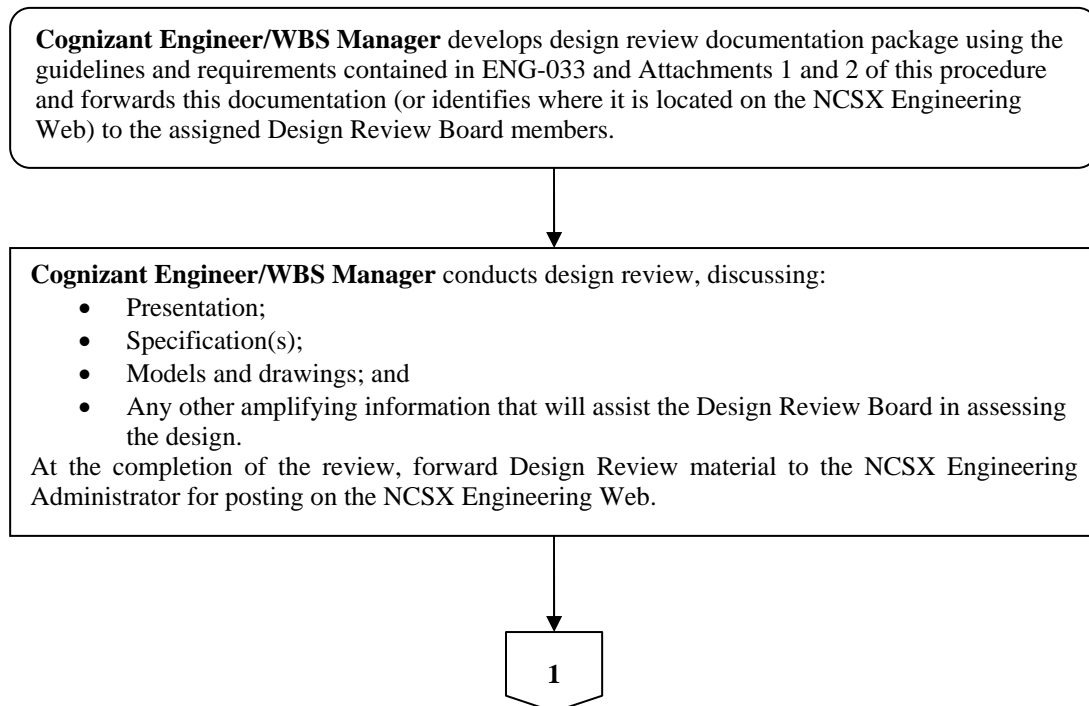 Cognizant Engineer/WBS Manager develops design review documentation package using the
guidelines and requirements contained in ENG-033 and Attachments 1 and 2 of this procedure
and forwards this documentation (or identifies where it is located on the NCSX Engineering
Web) to the assigned Design Review Board members.
Cognizant Engineer/WBS Manager conducts design review, discussing:
• Presentation;
• Specification(s);
• Models and drawings; and
• Any other amplifying information that will assist the Design Review Board in assessing
the design.
At the completion of the review, forward Design Review material to the NCSX Engineering
Administrator for posting on the NCSX Engineering Web.
1